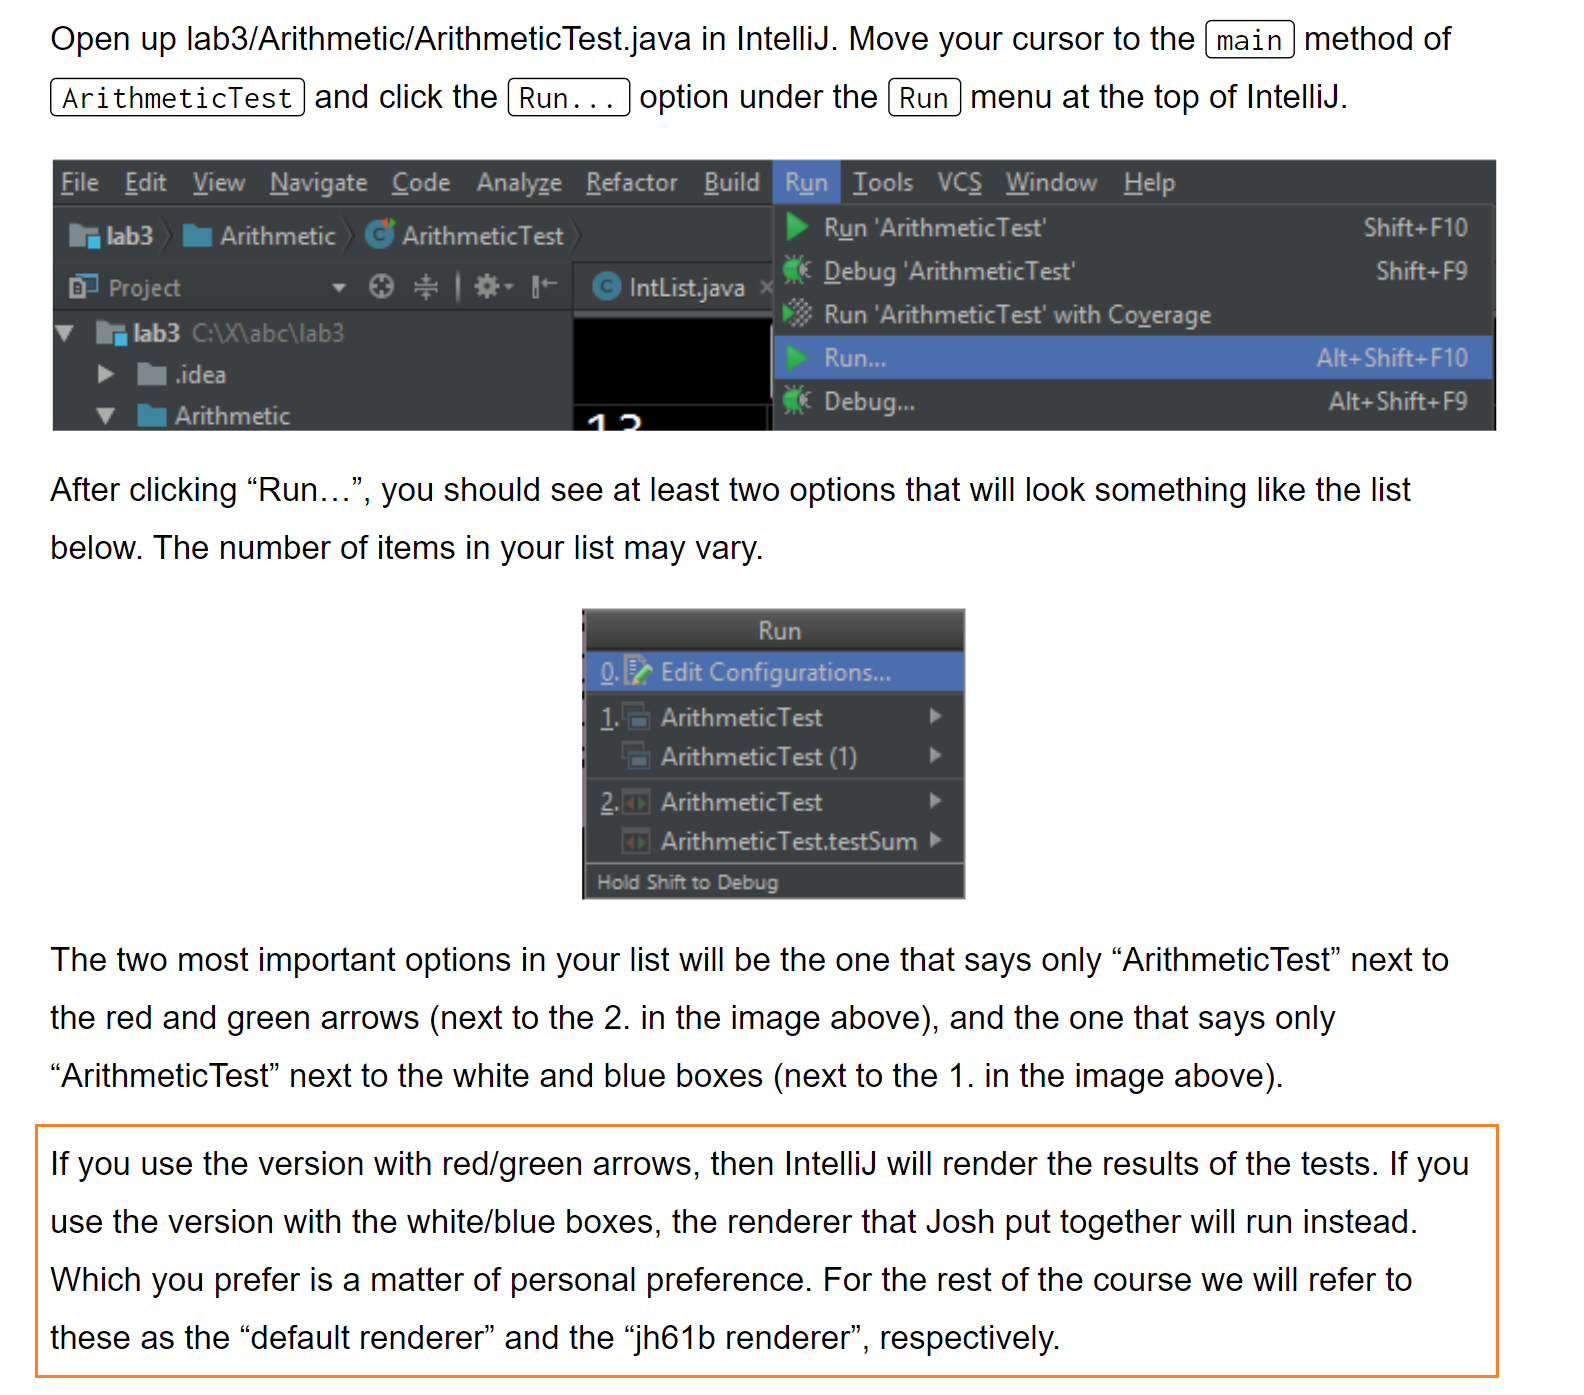 Open up lab3/Arithmetic/ArithmeticTest.java in IntelliJ. Move your cursor to the main method of
ArithmeticTest and click the Run... option under the Run menu at the top of IntelliJ.
File Edit View Navigate Code Analyze Refactor Build Run Tools VCS Window Help
lab3 Arithmetic ArithmeticTest
Project
IntList.java
lab3 C:\X\abc\lab3
.idea
Arithmetic
13
Run 'ArithmeticTest' Shift+F10
Debug 'ArithmeticTest' Shift+F9
Run 'ArithmeticTest' with Coverage
Run... Alt+Shift+F10
Debug... Alt+Shift+F9
After clicking “Run…”, you should see at least two options that will look something like the list
below. The number of items in your list may vary.
Run
0. Edit Configurations...
1. ArithmeticTest
ArithmeticTest (1)
2. ArithmeticTest
ArithmeticTest.testSum
Hold Shift to Debug
The two most important options in your list will be the one that says only “ArithmeticTest” next to
the red and green arrows (next to the 2. in the image above), and the one that says only
“ArithmeticTest” next to the white and blue boxes (next to the 1. in the image above).
If you use the version with red/green arrows, then IntelliJ will render the results of the tests. If you
use the version with the white/blue boxes, the renderer that Josh put together will run instead.
Which you prefer is a matter of personal preference. For the rest of the course we will refer to
these as the “default renderer” and the “jh61b renderer”, respectively.